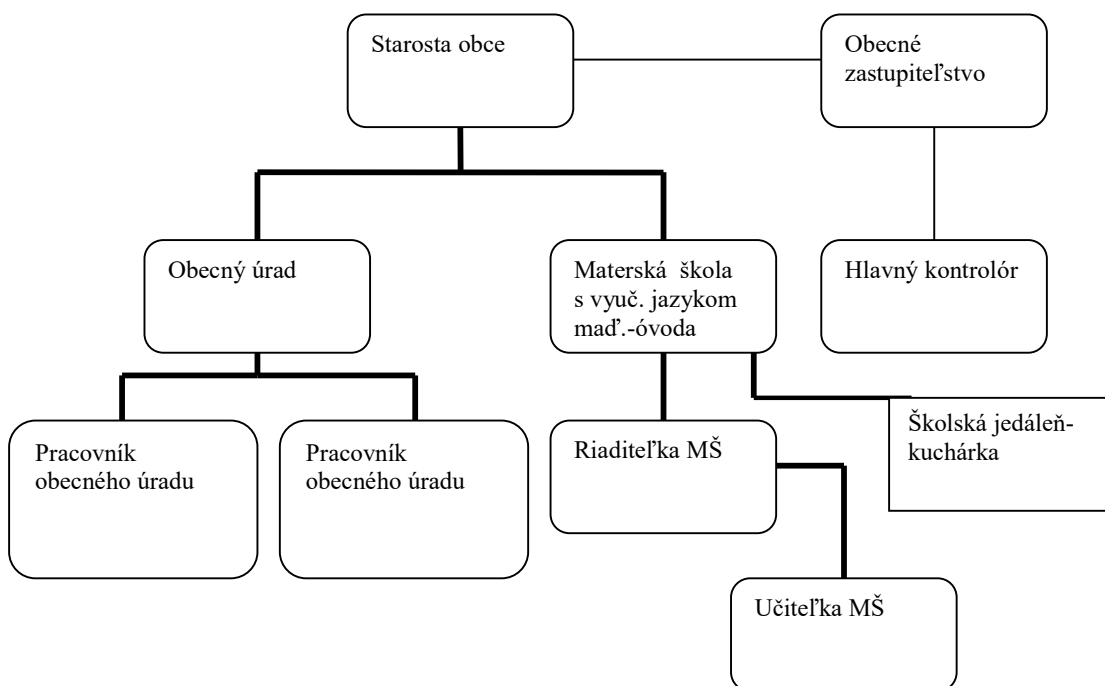 Starosta obce
Obecné
zastupiteľstvo
Obecný úrad
Materská škola
s vyuč. jazykom
maď.-óvoda
Hlavný kontrolór
Pracovník
obecného úradu
Pracovník
obecného úradu
Riaditeľka MŠ
Školská jedáleň-
kuchárka
Učiteľka MŠ